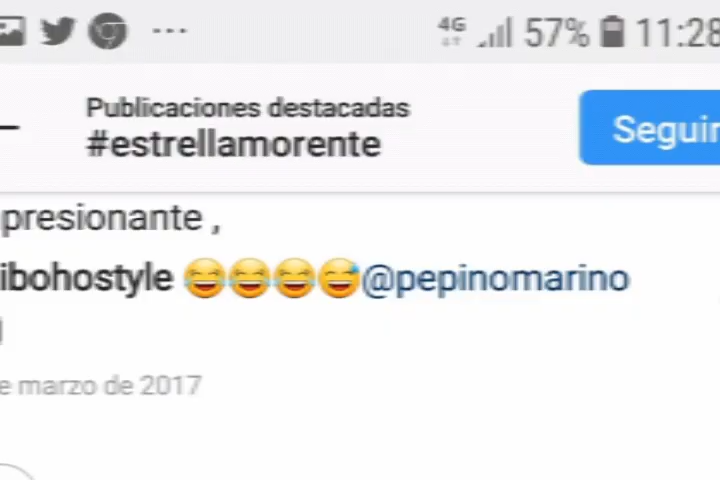 4G 57% 11:28
Publicaciones destacadas
#estrellamorente
Seguir
presionante ,
ibohostyle 😂😂😂😅@pepinomarino
e marzo de 2017